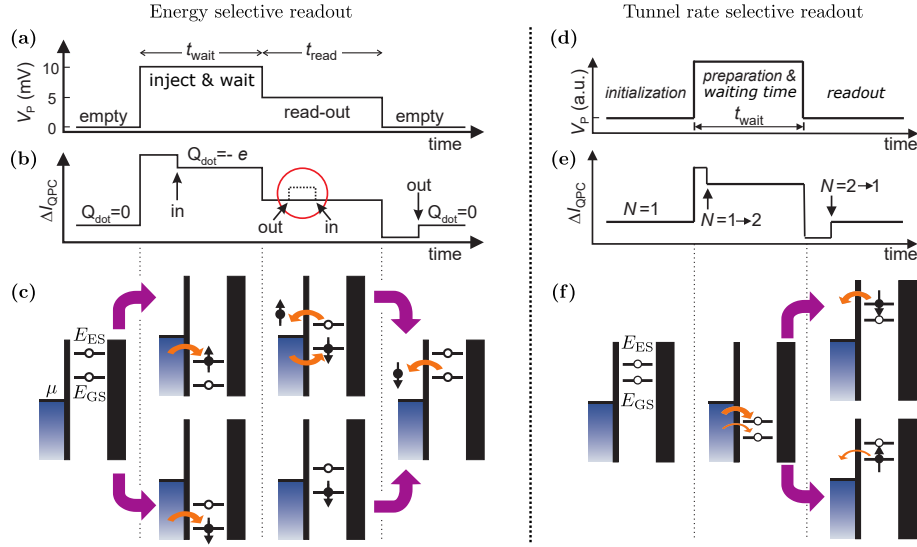 Energy selective readout
Tunnel rate selective readout
(a)
t_wait
t_read
V_P (mV)
10
5
0
inject & wait
read-out
empty
empty
time
(b)
ΔI_QPC
Q_dot=0
Q_dot=- e
in
out
in
out
Q_dot=0
time
(c)
E_ES
E_GS
μ
(d)
V_P (a.u.)
initialization
preparation &
waiting time
t_wait
readout
time
(e)
ΔI_QPC
N=1
N=1→2
N=2→1
time
(f)
E_ES
E_GS
μ